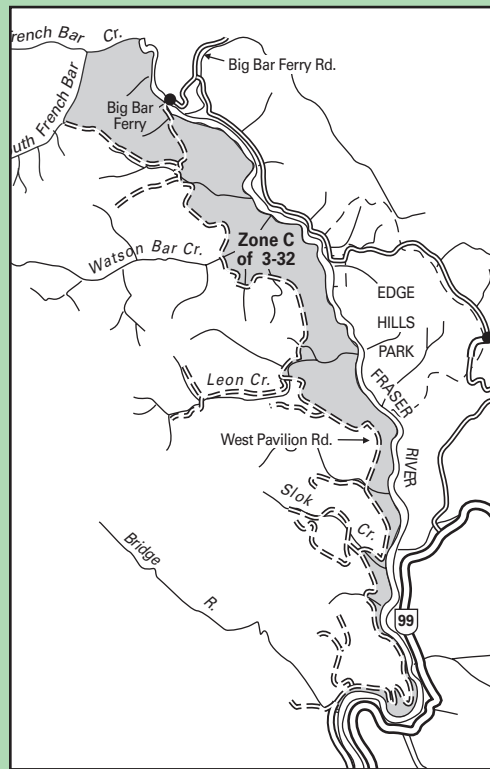 French Bar Cr.
Big Bar Ferry Rd.
South French Bar
Big Bar
Ferry
Zone C
of 3-32
Watson Bar Cr.
EDGE
HILLS
PARK
FRASER
RIVER
Leon Cr.
West Pavilion Rd.
Slok
Cr.
Bridge
R.
99